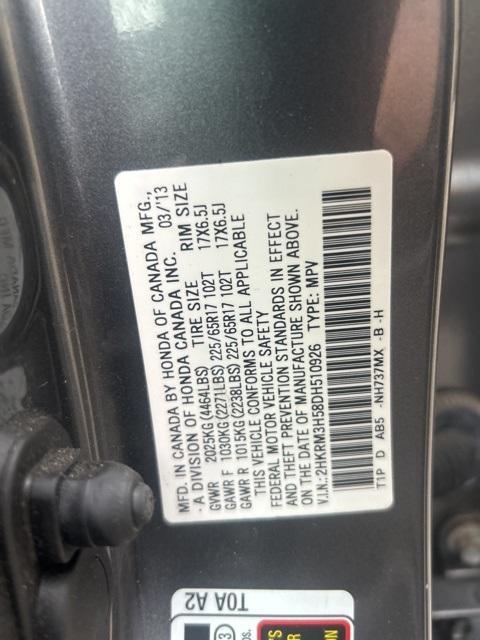 MFD. IN CANADA BY HONDA OF CANADA MFG.,
A DIVISION OF HONDA CANADA INC. 03/'13
GVWR 2025KG (4464LBS) TIRE SIZE RIM SIZE
GAWR F 1030KG (2271LBS) 225/65R17 102T 17X6.5J
GAWR R 1015KG (2238LBS) 225/65R17 102T 17X6.5J
THIS VEHICLE CONFORMS TO ALL APPLICABLE
FEDERAL MOTOR VEHICLE SAFETY
AND THEFT PREVENTION STANDARDS IN EFFECT
ON THE DATE OF MANUFACTURE SHOWN ABOVE.
V.I.N.: 2HKRM3H58DH510926 TYPE: MPV
T1P D AB5 -NH737MX -B -H
T0A A2